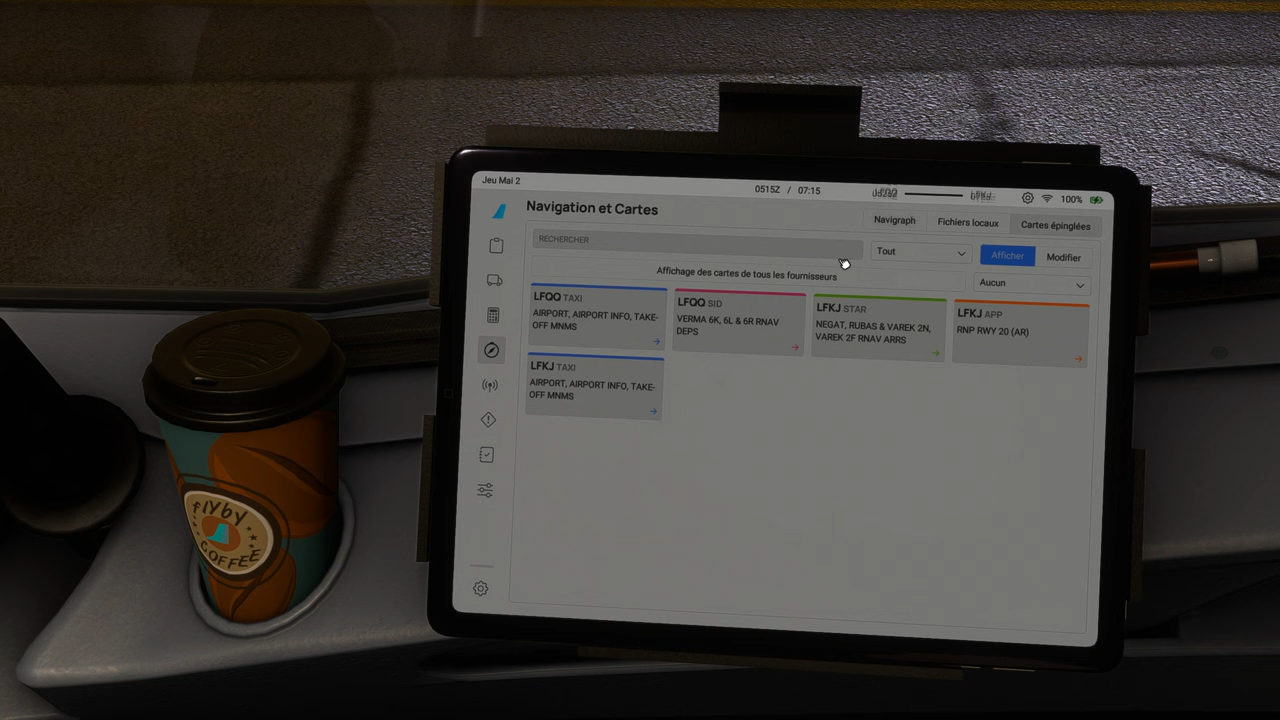 Jeu Mai 2
0515Z / 07:15
100%
Navigation et Cartes
Navigraph
Fichiers locaux
Cartes épinglées
RECHERCHER
Tout
Afficher
Modifier
Affichage des cartes de tous les fournisseurs
Aucun
LFQQ TAXI
AIRPORT, AIRPORT INFO, TAKE-
OFF MNMS
LFQQ SID
VERMA 6K, 6L & 6R RNAV
DEPS
LFKJ STAR
NEGAT, RUBAS & VAREK 2N,
VAREK 2F RNAV ARRS
LFKJ APP
RNP RWY 20 (AR)
LFKJ TAXI
AIRPORT, AIRPORT INFO, TAKE-
OFF MNMS
flyby
COFFEE